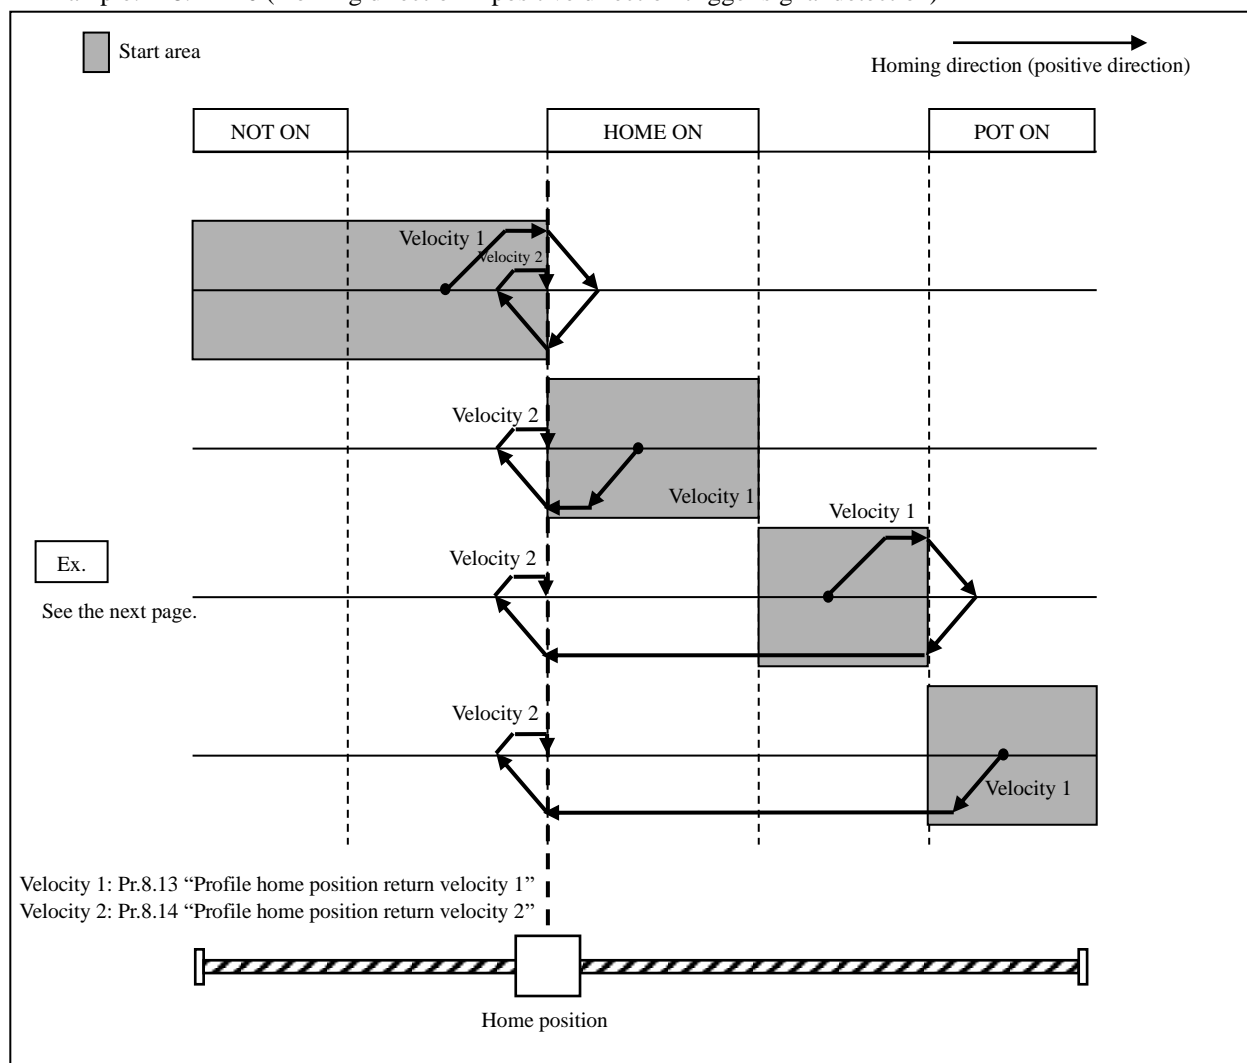 Start area
Homing direction (positive direction)
NOT ON
HOME ON
POT ON
Velocity 1
Velocity 2
Velocity 2
Velocity 1
Velocity 1
Velocity 2
Ex.
See the next page.
Velocity 2
Velocity 1
Velocity 1: Pr.8.13 “Profile home position return velocity 1”
Velocity 2: Pr.8.14 “Profile home position return velocity 2”
Home position